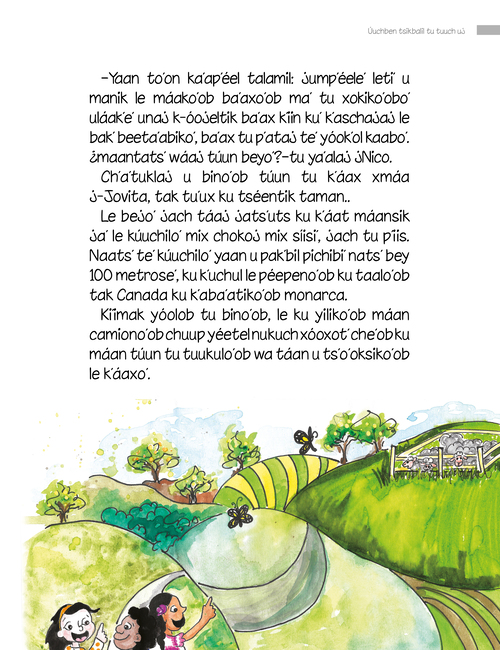 Úuchben tsikbalil tu tuuch uj
–Yaan to'on ka'ap'éel talamil: jump'éele' leti' u
manik le máako'ob ba'axo'ob ma' tu xokiko'obo'
uláak'e' unaj k-óojseltik ba'ax k'iin ku' k'aschajaj le
bak' beeta'abiko', ba'ax tu p'ataj te' yóok'ol kaabo'.
¿maantats' wáaj túun beyo'?–tu ya'alaj jNico.
Ch'a'tuklaj u bino'ob túun tu k'áax xmáa
j-Jovita, tak tu'ux ku tséentik taman..
Le bejo' jach táaj jats'uts ku k'áat máansik
ja' le kúuchilo' mix chokoj mix síisi', jach tu p'iis.
Naats' te' kúuchilo' yaan u pak'bil pichibi' nats' bey
100 metrose', ku k'uchul le péepeno'ob ku taalo'ob
tak Canada ku k'aba'atiko'ob monarca.
Kíimak yóolob tu bino'ob, le ku yiliko'ob máan
camiono'ob chuup yéetel nukuch xóoxot' che'ob ku
máan túun tu tuukulo'ob wa táan u ts'o'oksiko'ob
le k'áaxo'.